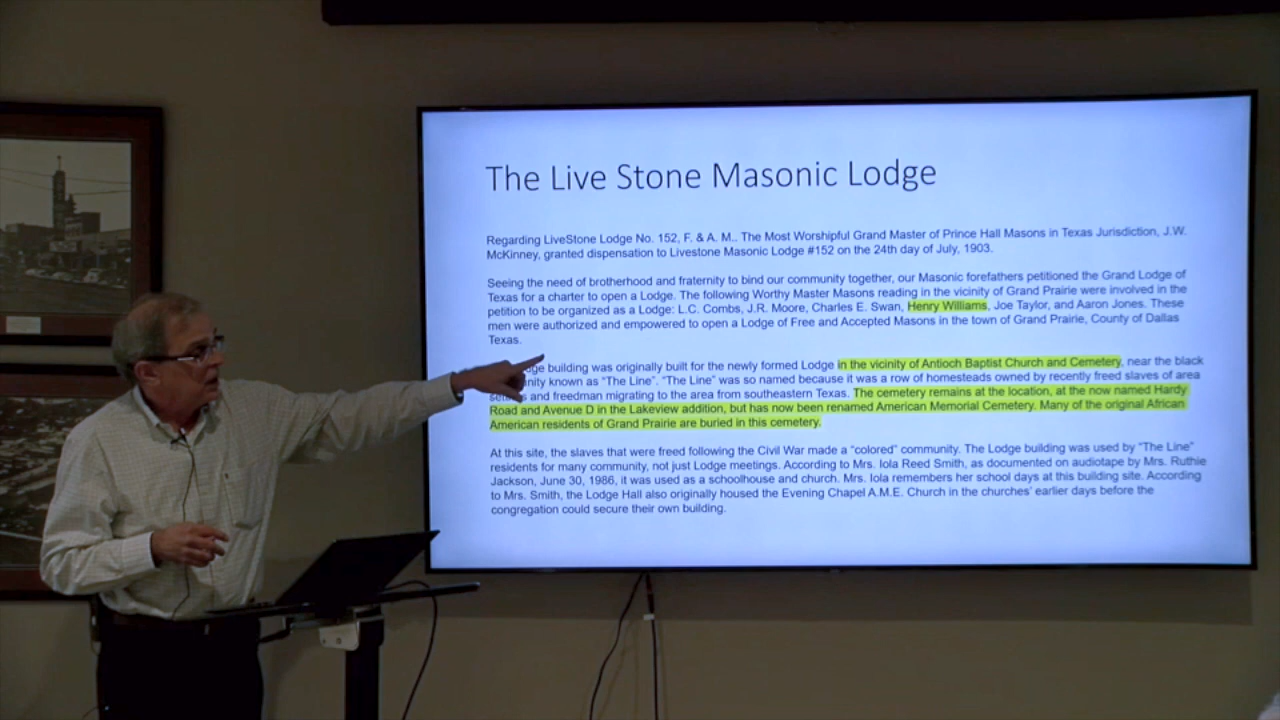 The Live Stone Masonic Lodge
Regarding LiveStone Lodge No. 152, F. & A. M.. The Most Worshipful Grand Master of Prince Hall Masons in Texas Jurisdiction, J.W.
McKinney, granted dispensation to Livestone Masonic Lodge #152 on the 24th day of July, 1903.
Seeing the need of brotherhood and fraternity to bind our community together, our Masonic forefathers petitioned the Grand Lodge of
Texas for a charter to open a Lodge. The following Worthy Master Masons reading in the vicinity of Grand Prairie were involved in the
petition to be organized as a Lodge: L.C. Combs, J.R. Moore, Charles E. Swan, Henry Williams, Joe Taylor, and Aaron Jones. These
men were authorized and empowered to open a Lodge of Free and Accepted Masons in the town of Grand Prairie, County of Dallas
Texas.
building was originally built for the newly formed Lodge in the vicinity of Antioch Baptist Church and Cemetery, near the black
known as "The Line". "The Line" was so named because it was a row of homesteads owned by recently freed slaves of area
and freedman migrating to the area from southeastern Texas. The cemetery remains at the location, at the now named Hardy
Road and Avenue D in the Lakeview addition, but has now been renamed American Memorial Cemetery. Many of the original African
American residents of Grand Prairie are buried in this cemetery.
At this site, the slaves that were freed following the Civil War made a "colored" community. The Lodge building was used by "The Line"
residents for many community, not just Lodge meetings. According to Mrs. Iola Reed Smith, as documented on audiotape by Mrs. Ruthie
Jackson, June 30, 1986, it was used as a schoolhouse and church. Mrs. Iola remembers her school days at this building site. According
to Mrs. Smith, the Lodge Hall also originally housed the Evening Chapel A.M.E. Church in the churches' earlier days before the
congregation could secure their own building.